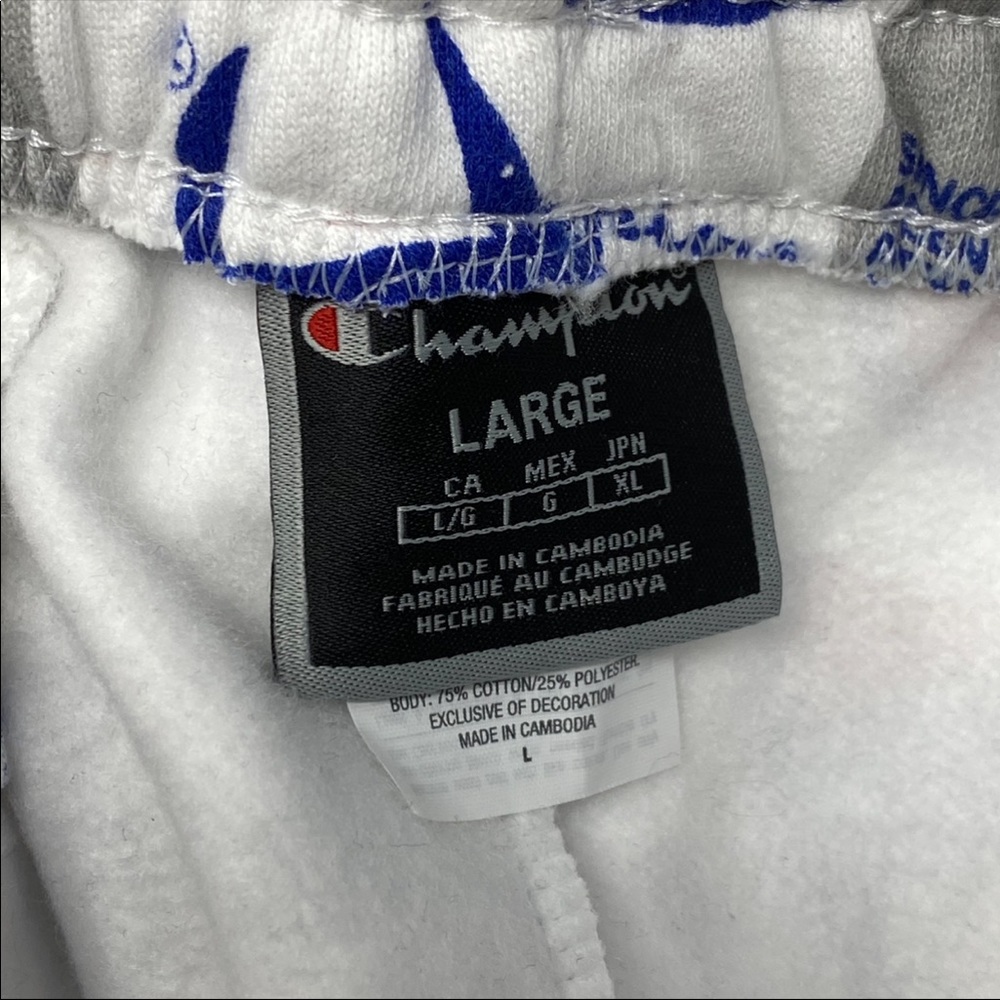 Champion
LARGE
CA MEX JPN
L/G G XL
MADE IN CAMBODIA
FABRIQUÉ AU CAMBODGE
HECHO EN CAMBOYA
BODY: 75% COTTON/25% POLYESTER.
EXCLUSIVE OF DECORATION
MADE IN CAMBODIA
L